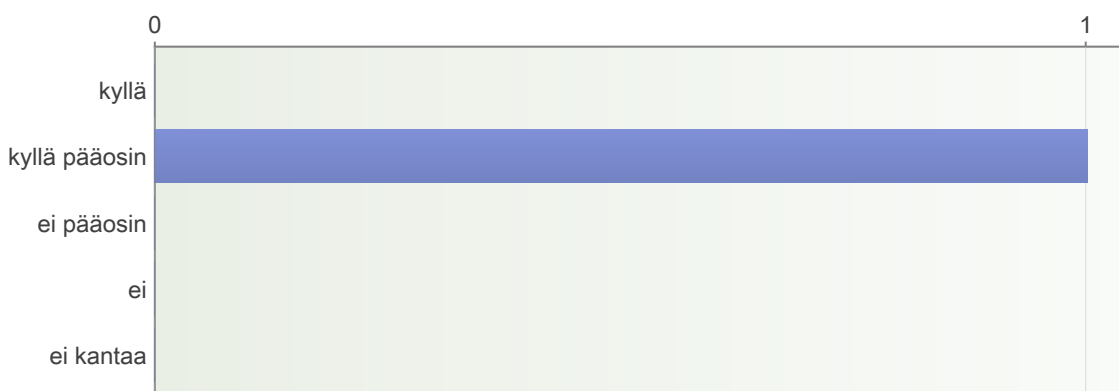 0 1
kyllä
kyllä pääosin
ei pääosin
ei
ei kantaa